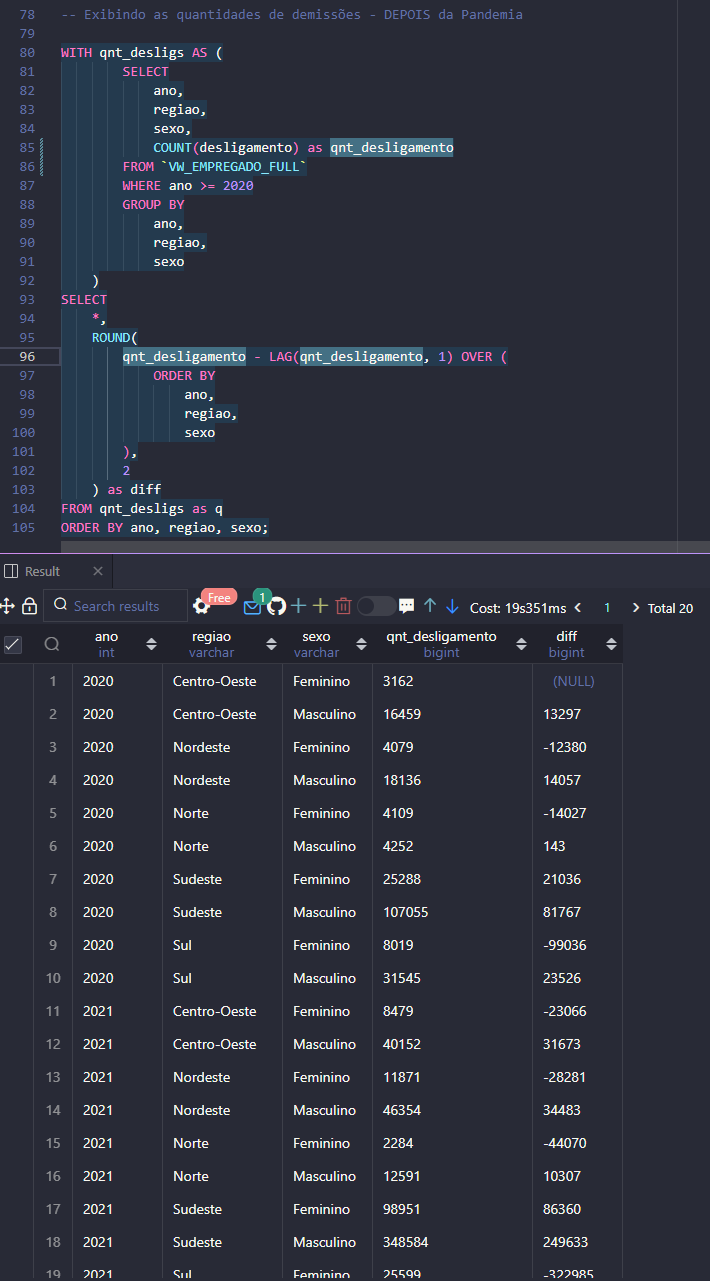 78 -- Exibindo as quantidades de demissões - DEPOIS da Pandemia
79
80 WITH qnt_desligs AS (
81 SELECT
82 ano,
83 regiao,
84 sexo,
85 COUNT(desligamento) as qnt_desligamento
86 FROM `VW_EMPREGADO_FULL`
87 WHERE ano >= 2020
88 GROUP BY
89 ano,
90 regiao,
91 sexo
92 )
93 SELECT
94 *,
95 ROUND(
96 qnt_desligamento - LAG(qnt_desligamento, 1) OVER (
97 ORDER BY
98 ano,
99 regiao,
100 sexo
101 ),
102 2
103 ) as diff
104 FROM qnt_desligs as q
105 ORDER BY ano, regiao, sexo;
Result
Search results Free 1 Cost: 19s351ms 1 Total 20
ano regiao sexo qnt_desligamento diff
int varchar varchar bigint bigint
1 2020 Centro-Oeste Feminino 3162 (NULL)
2 2020 Centro-Oeste Masculino 16459 13297
3 2020 Nordeste Feminino 4079 -12380
4 2020 Nordeste Masculino 18136 14057
5 2020 Norte Feminino 4109 -14027
6 2020 Norte Masculino 4252 143
7 2020 Sudeste Feminino 25288 21036
8 2020 Sudeste Masculino 107055 81767
9 2020 Sul Feminino 8019 -99036
10 2020 Sul Masculino 31545 23526
11 2021 Centro-Oeste Feminino 8479 -23066
12 2021 Centro-Oeste Masculino 40152 31673
13 2021 Nordeste Feminino 11871 -28281
14 2021 Nordeste Masculino 46354 34483
15 2021 Norte Feminino 2284 -44070
16 2021 Norte Masculino 12591 10307
17 2021 Sudeste Feminino 98951 86360
18 2021 Sudeste Masculino 348584 249633
19 2021 Sul Feminino 25599 -322985